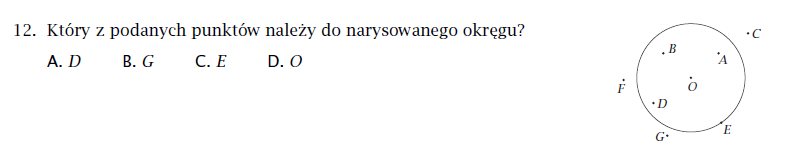 12. Który z podanych punktów należy do narysowanego okręgu?
A. D B. G C. E D. O
C
B
A
F
O
D
E
G